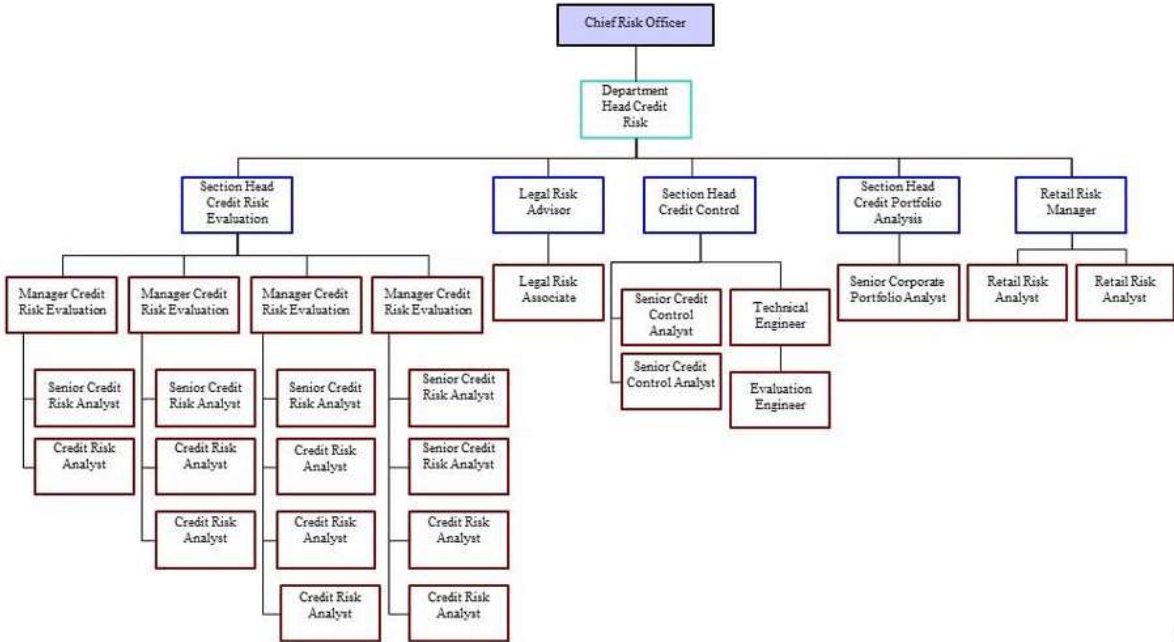 Chief Risk Officer
Department
Head Credit
Risk
Section Head
Credit Risk
Evaluation
Legal Risk
Advisor
Section Head
Credit Control
Section Head
Credit Portfolio
Analysis
Retail Risk
Manager
Manager Credit
Risk Evaluation
Manager Credit
Risk Evaluation
Manager Credit
Risk Evaluation
Manager Credit
Risk Evaluation
Legal Risk
Associate
Senior Credit
Control
Analyst
Technical
Engineer
Senior Corporate
Portfolio Analyst
Retail Risk
Analyst
Retail Risk
Analyst
Senior Credit
Control Analyst
Evaluation
Engineer
Senior Credit
Risk Analyst
Senior Credit
Risk Analyst
Senior Credit
Risk Analyst
Senior Credit
Risk Analyst
Credit Risk
Analyst
Credit Risk
Analyst
Credit Risk
Analyst
Senior Credit
Risk Analyst
Credit Risk
Analyst
Credit Risk
Analyst
Credit Risk
Analyst
Credit Risk
Analyst
Credit Risk
Analyst